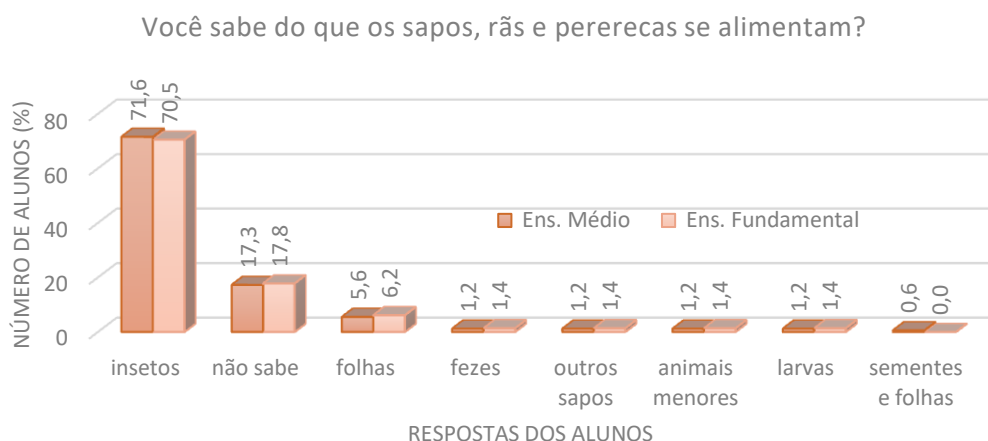 Você sabe do que os sapos, rãs e pererecas se alimentam?
NÚMERO DE ALUNOS (%)
80
60
40
20
0
71,6
70,5
17,3
17,8
5,6
6,2
1,2
1,4
1,2
1,4
1,2
1,4
1,2
1,4
0,6
0,0
Ens. Médio
Ens. Fundamental
insetos
não sabe
folhas
fezes
outros
sapos
animais
menores
larvas
sementes
e folhas
RESPOSTAS DOS ALUNOS